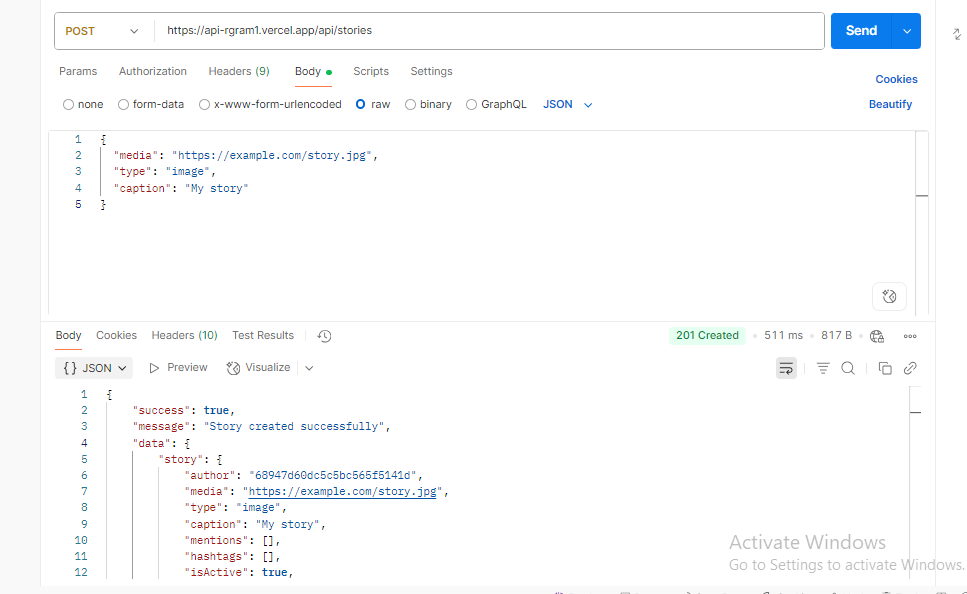 POST https://api-rgram1.vercel.app/api/stories Send
Params Authorization Headers (9) Body Scripts Settings Cookies
none form-data x-www-form-urlencoded raw binary GraphQL JSON Beautify
1 {
2 "media": "https://example.com/story.jpg",
3 "type": "image",
4 "caption": "My story"
5 }
Body Cookies Headers (10) Test Results 201 Created 511 ms 817 B
{} JSON Preview Visualize
1 {
2 "success": true,
3 "message": "Story created successfully",
4 "data": {
5 "story": {
6 "author": "68947d60dc5c5bc565f5141d",
7 "media": "https://example.com/story.jpg",
8 "type": "image",
9 "caption": "My story",
10 "mentions": [],
11 "hashtags": [],
12 "isActive": true,
Activate Windows
Go to Settings to activate Windows.